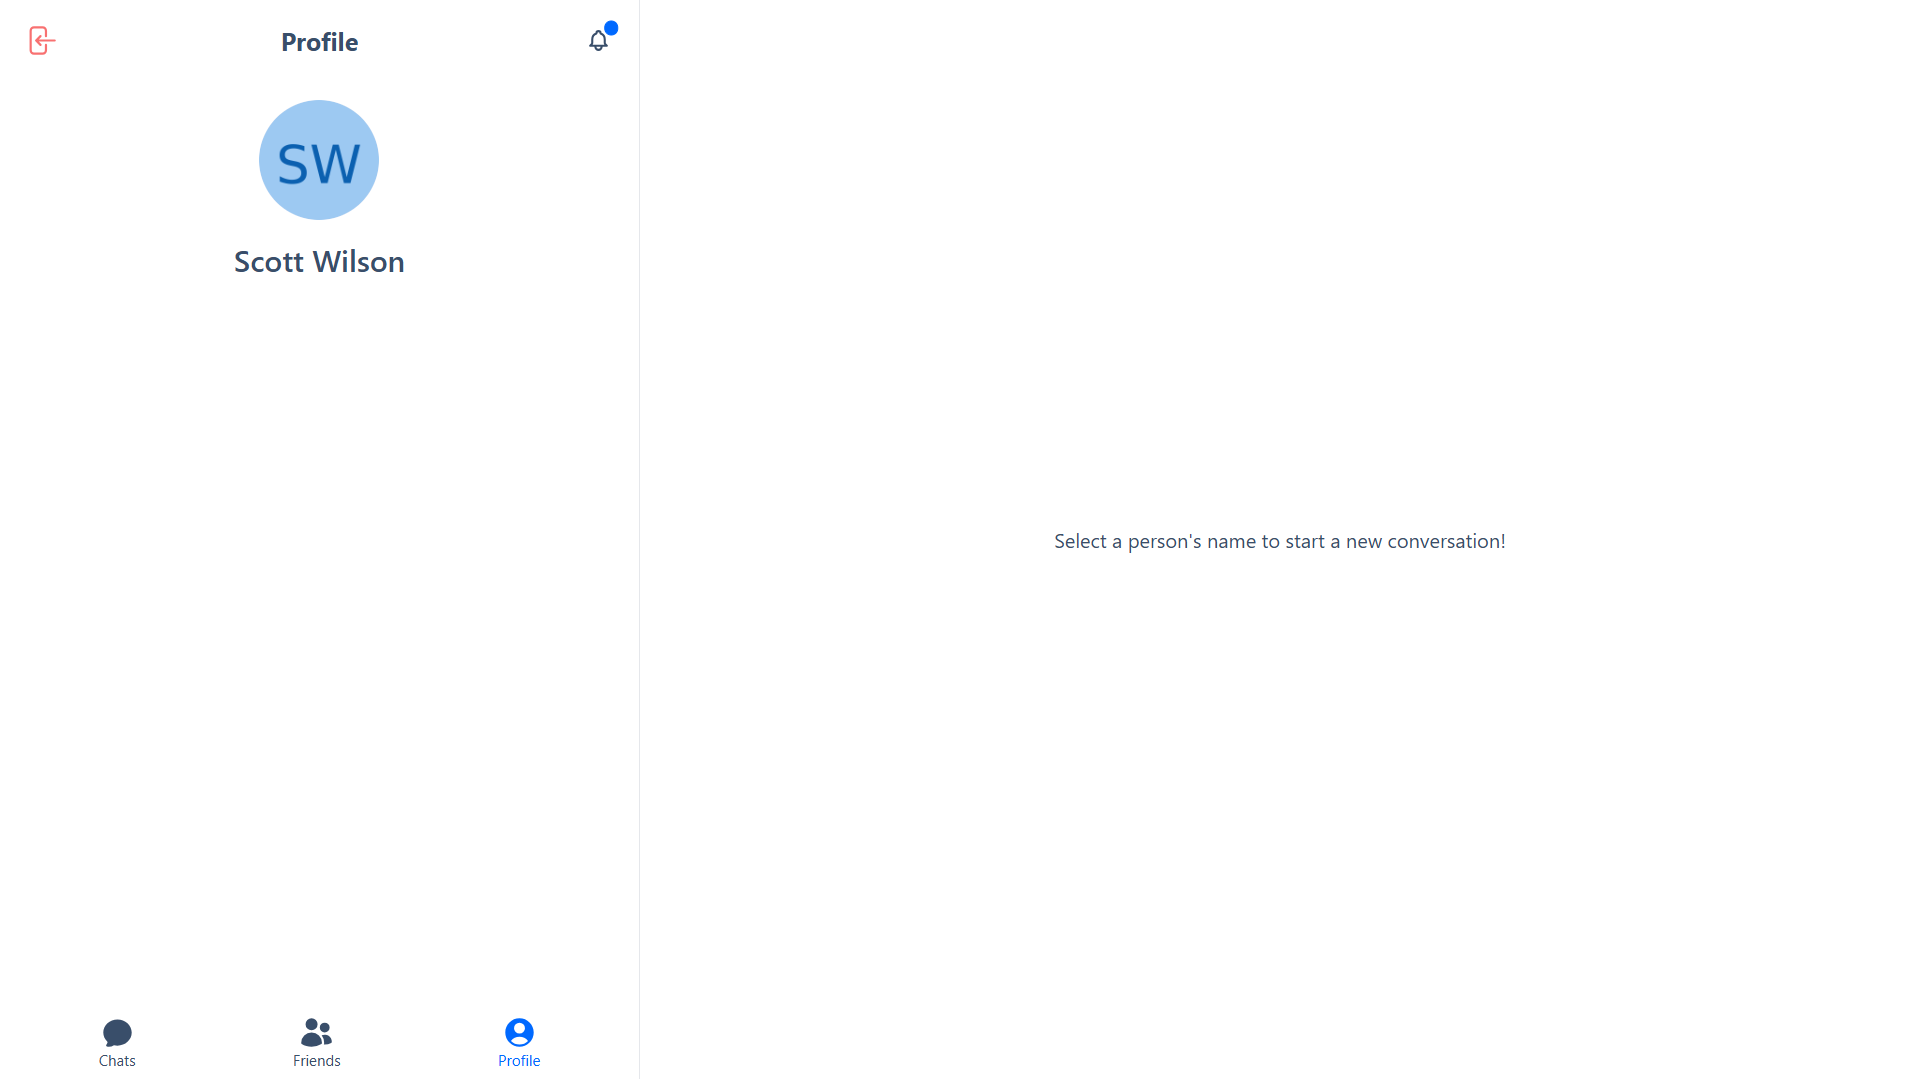 Profile
SW
Scott Wilson
Select a person's name to start a new conversation!
Chats
Friends
Profile